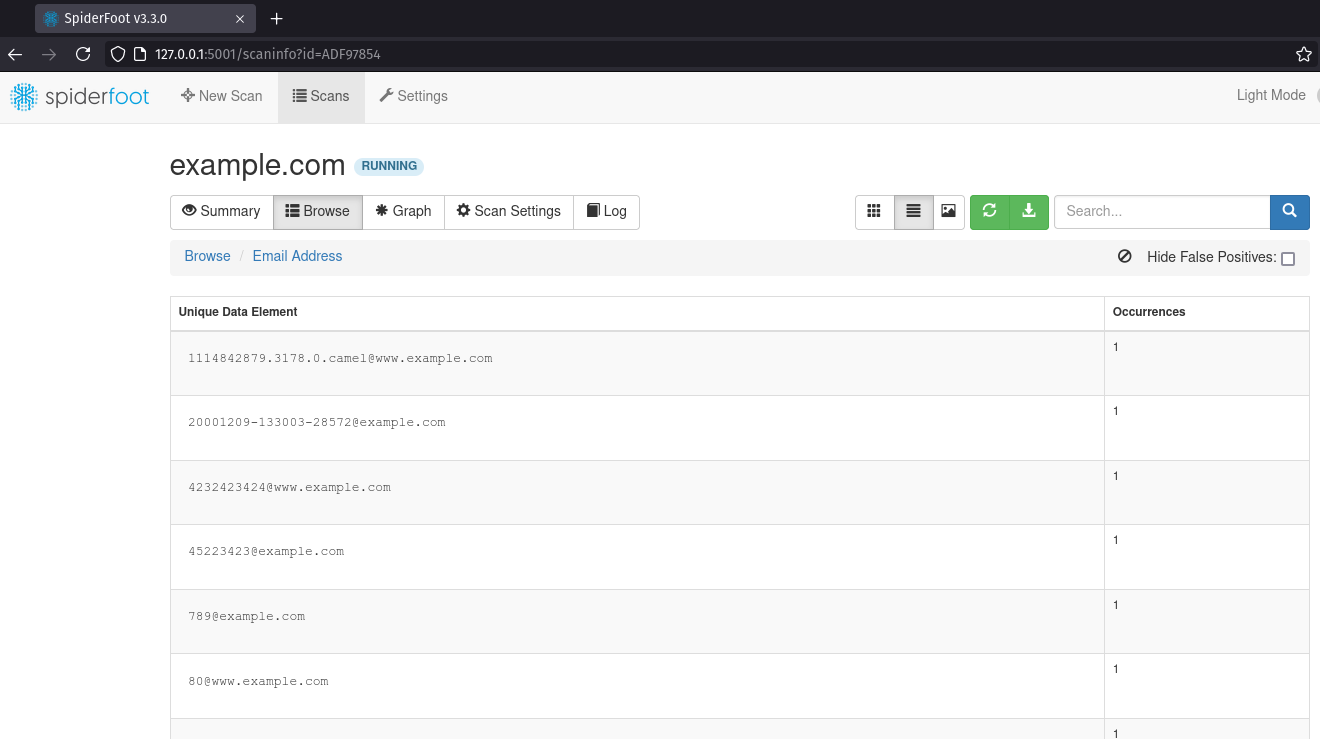 SpiderFoot v3.3.0
127.0.0.1:5001/scaninfo?id=ADF97854
spiderfoot New Scan Scans Settings Light Mode
example.com RUNNING
Summary Browse Graph Scan Settings Log Search...
Browse / Email Address Hide False Positives:
Unique Data Element Occurrences
1114842879.3178.0.camel@www.example.com 1
20001209-133003-28572@example.com 1
4232423424@www.example.com 1
45223423@example.com 1
789@example.com 1
80@www.example.com 1
1